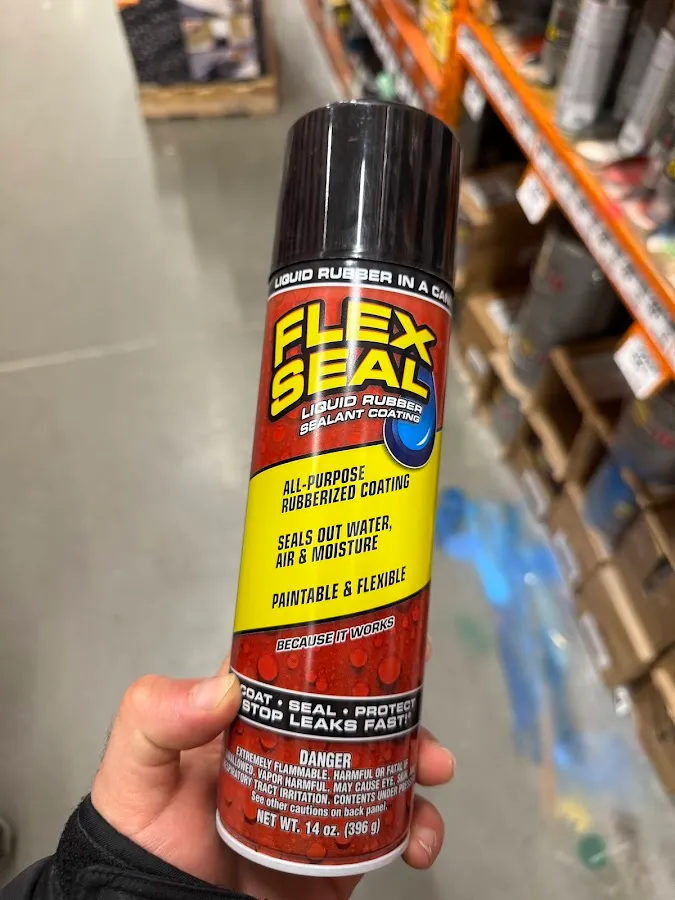 LIQUID RUBBER IN A CAN
FLEX
SEAL
LIQUID RUBBER
SEALANT COATING
ALL-PURPOSE
RUBBERIZED COATING
SEALS OUT WATER,
AIR & MOISTURE
PAINTABLE & FLEXIBLE
BECAUSE IT WORKS
COAT • SEAL • PROTECT
STOP LEAKS FAST!
DANGER
EXTREMELY FLAMMABLE. HARMFUL OR FATAL IF
SWALLOWED. VAPOR HARMFUL. MAY CAUSE EYE, SKIN,
RESPIRATORY TRACT IRRITATION. CONTENTS UNDER
See other cautions on back panel.
NET WT. 14 oz. (396 g)